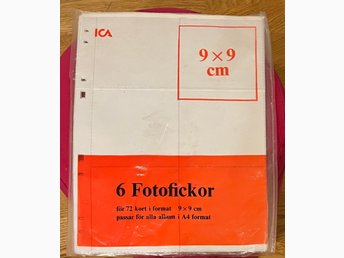 ICA
9 × 9
cm
6 Fotofickor
för 72 kort i format 9 × 9 cm
passar för alla album i A4 format